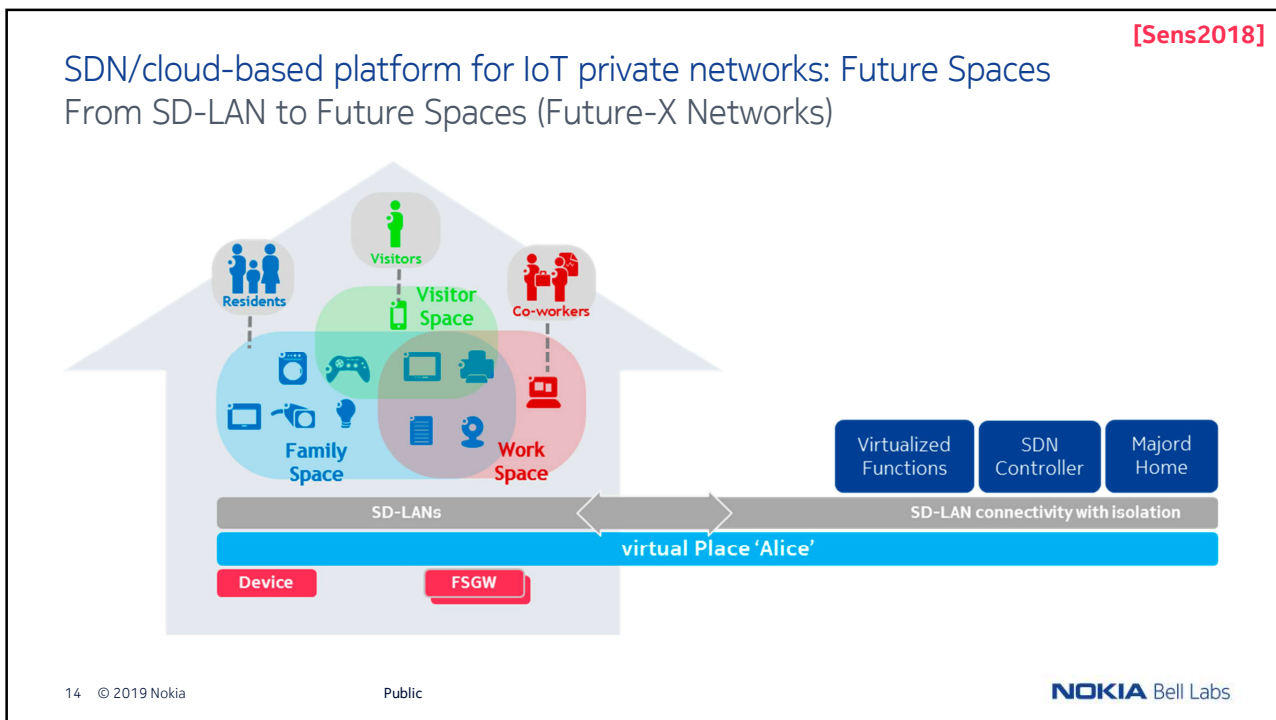 [Sens2018]
SDN/cloud-based platform for IoT private networks: Future Spaces
From SD-LAN to Future Spaces (Future-X Networks)
Visitors
Residents
Co-workers
Visitor
Space
Family
Space
Work
Space
Virtualized
Functions
SDN
Controller
Majord
Home
SD-LANs
SD-LAN connectivity with isolation
virtual Place ‘Alice’
Device
FSGW
14 © 2019 Nokia
Public
NOKIA Bell Labs